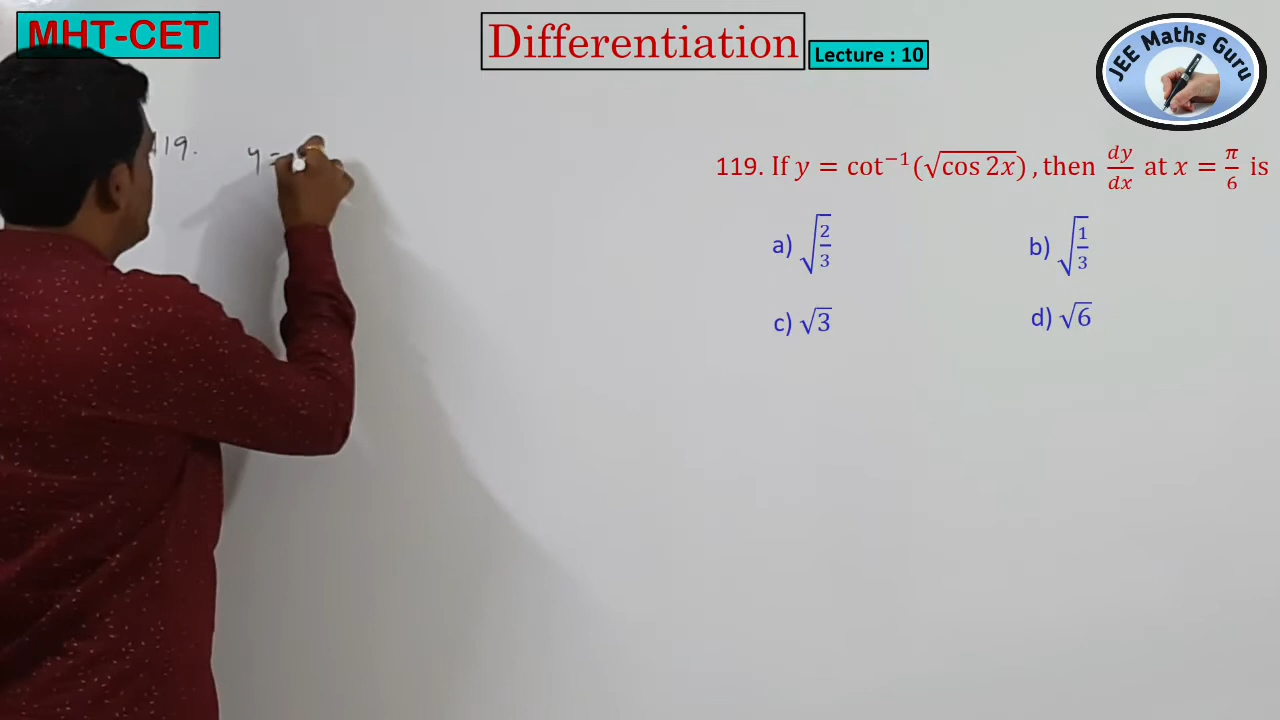 MHT-CET
Differentiation
Lecture : 10
JEE Maths Guru
119. y =
119. If y = cot⁻¹(√cos 2x) , then dy/dx at x = π/6 is
a) √(2/3)
b) √(1/3)
c) √3
d) √6